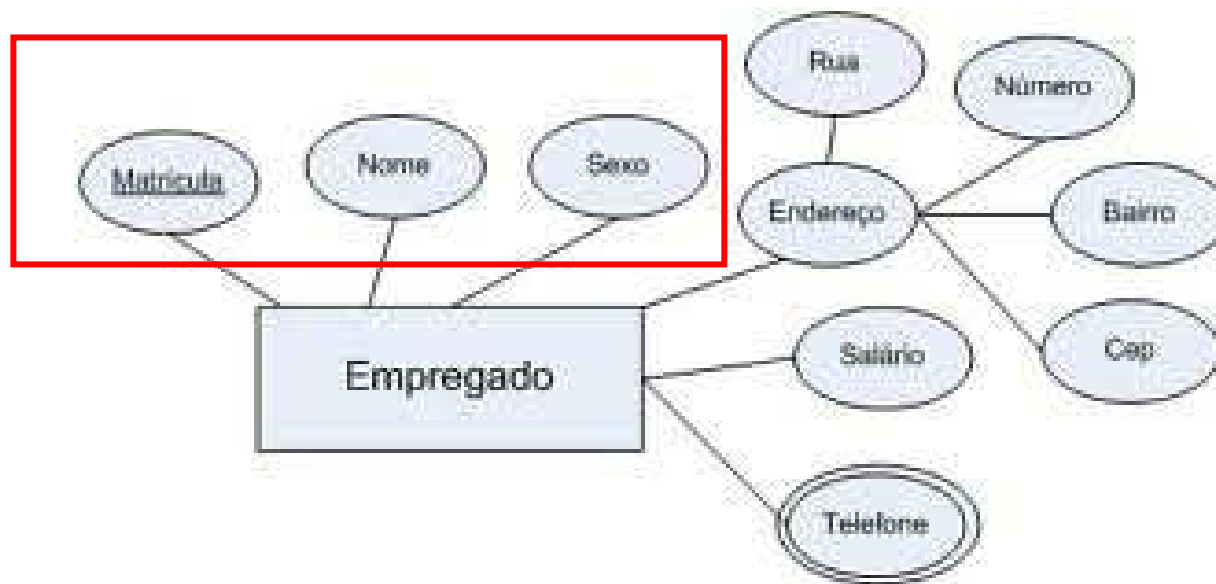 Rua
Número
Matrícula
Nome
Sexo
Endereço
Bairro
Salário
Cep
Empregado
Telefone